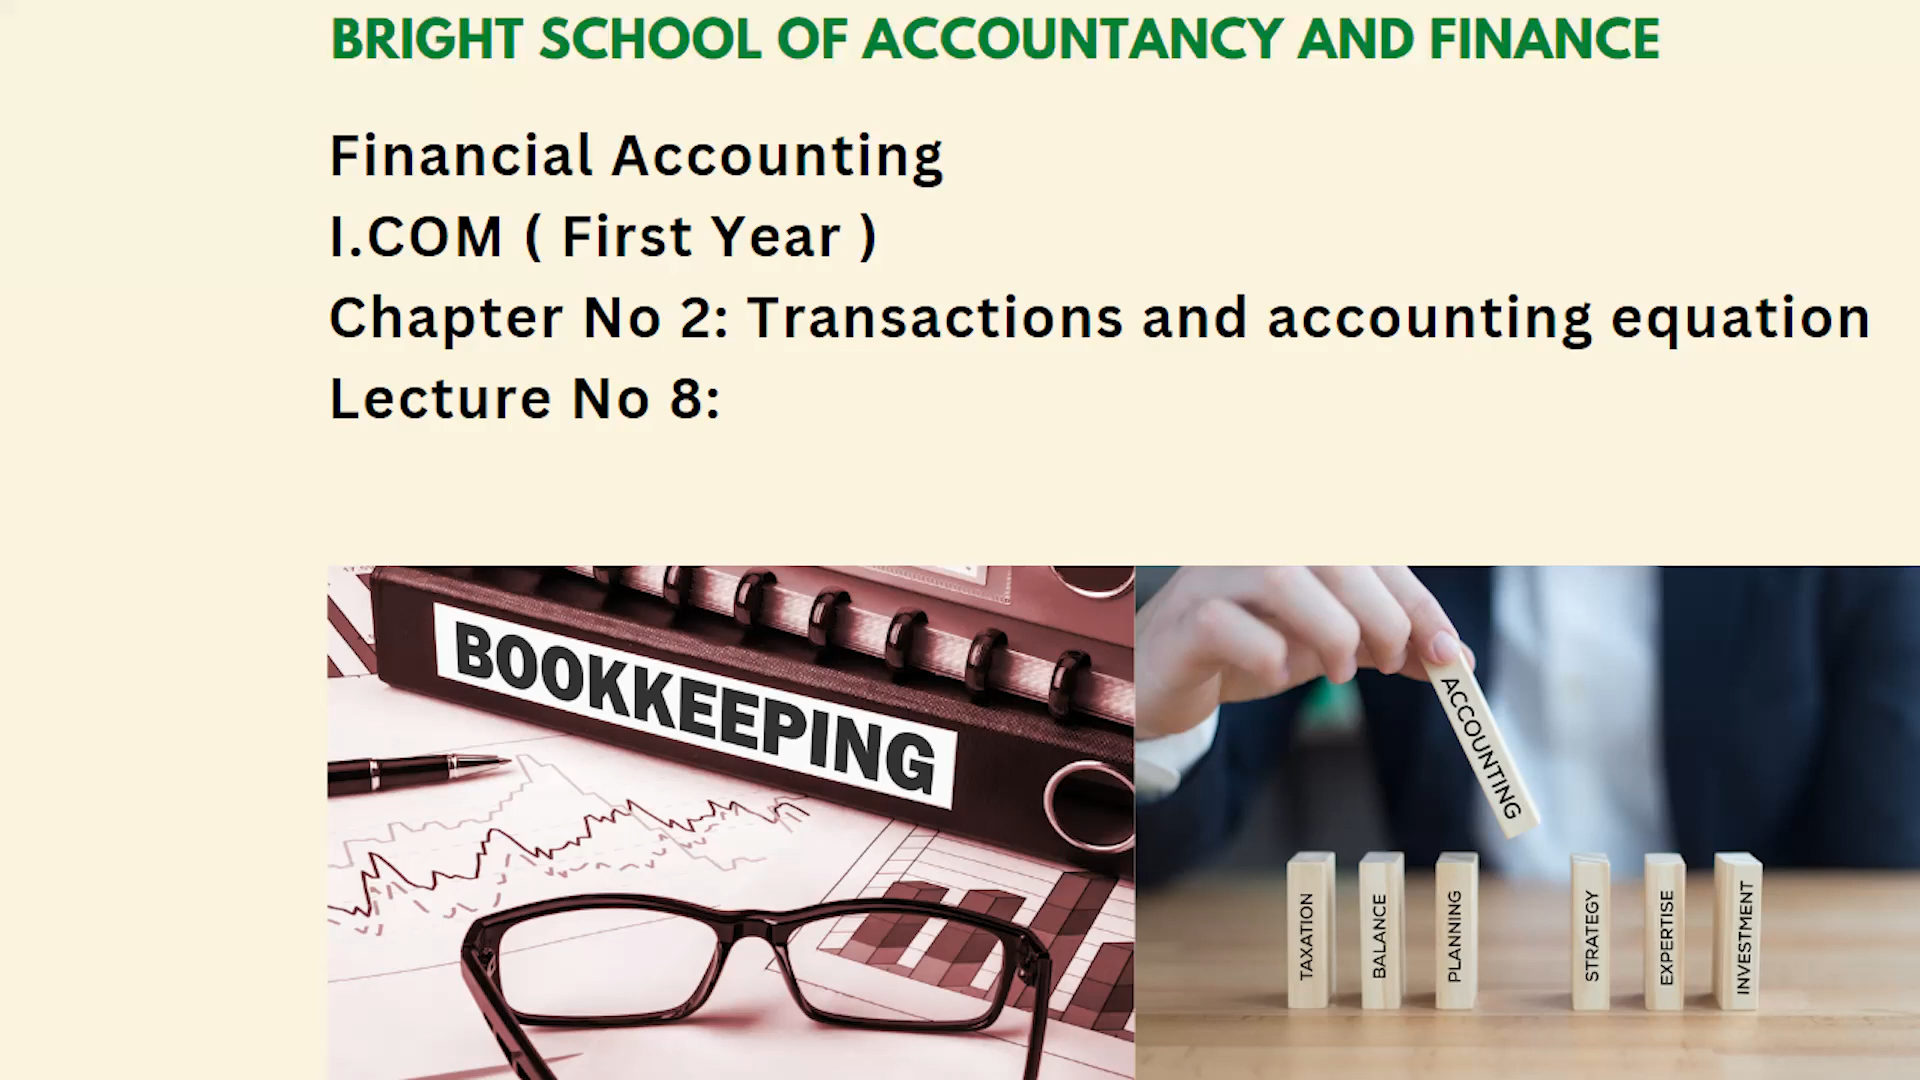 BRIGHT SCHOOL OF ACCOUNTANCY AND FINANCE
Financial Accounting
I.COM ( First Year )
Chapter No 2: Transactions and accounting equation
Lecture No 8:
BOOKKEEPING
ACCOUNTING
TAXATION
BALANCE
PLANNING
STRATEGY
EXPERTISE
INVESTMENT